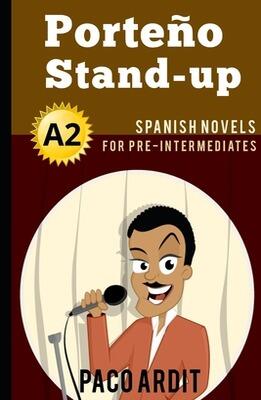 Porteño
Stand-up
A2
SPANISH NOVELS
FOR PRE-INTERMEDIATES
PACO ARDIT